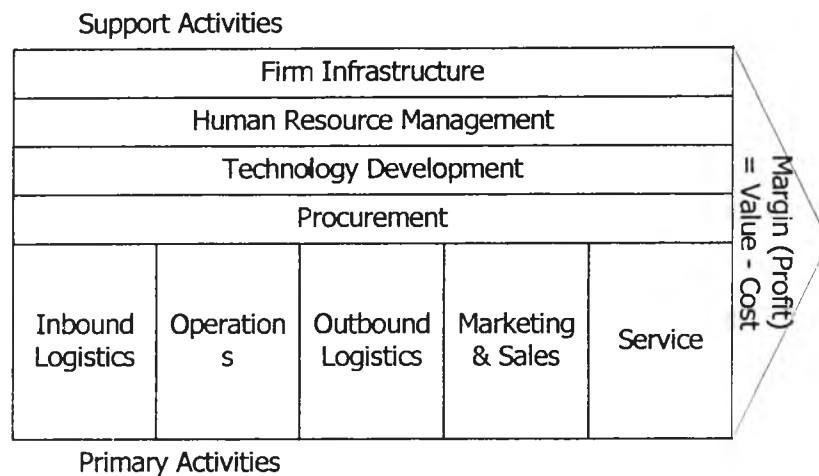 Support Activities
Firm Infrastructure
Human Resource Management
Technology Development
Procurement
Inbound
Logistics
Operation
s
Outbound
Logistics
Marketing
& Sales
Service
Margin (Profit)
= Value - Cost
Primary Activities